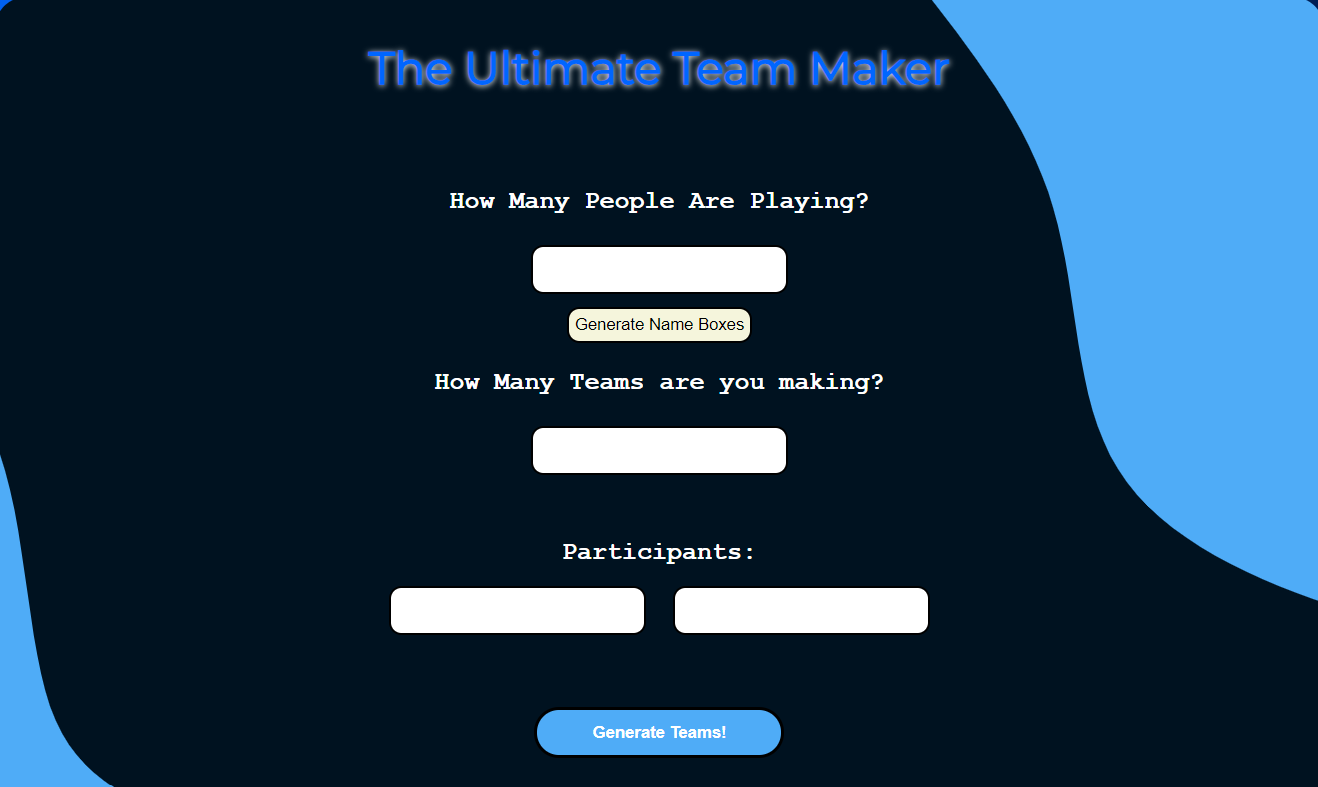 The Ultimate Team Maker
How Many People Are Playing?
Generate Name Boxes
How Many Teams are you making?
Participants:
Generate Teams!